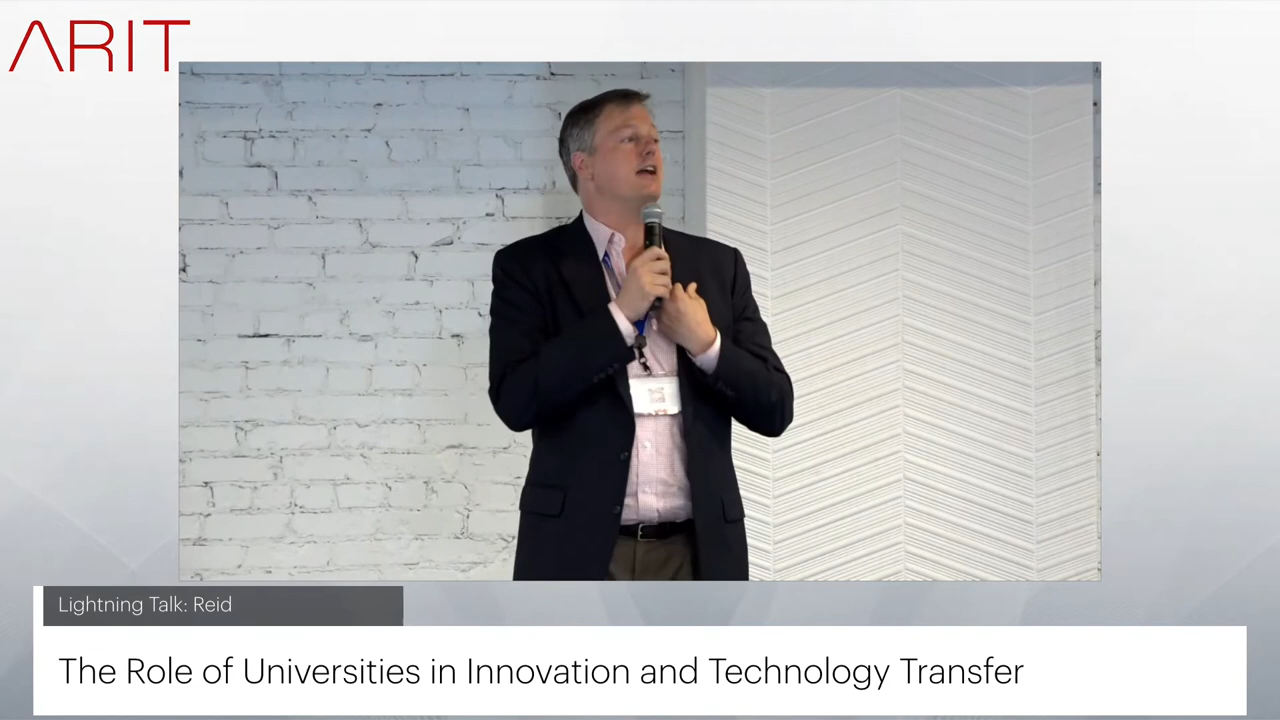 ARIT
Lightning Talk: Reid
The Role of Universities in Innovation and Technology Transfer